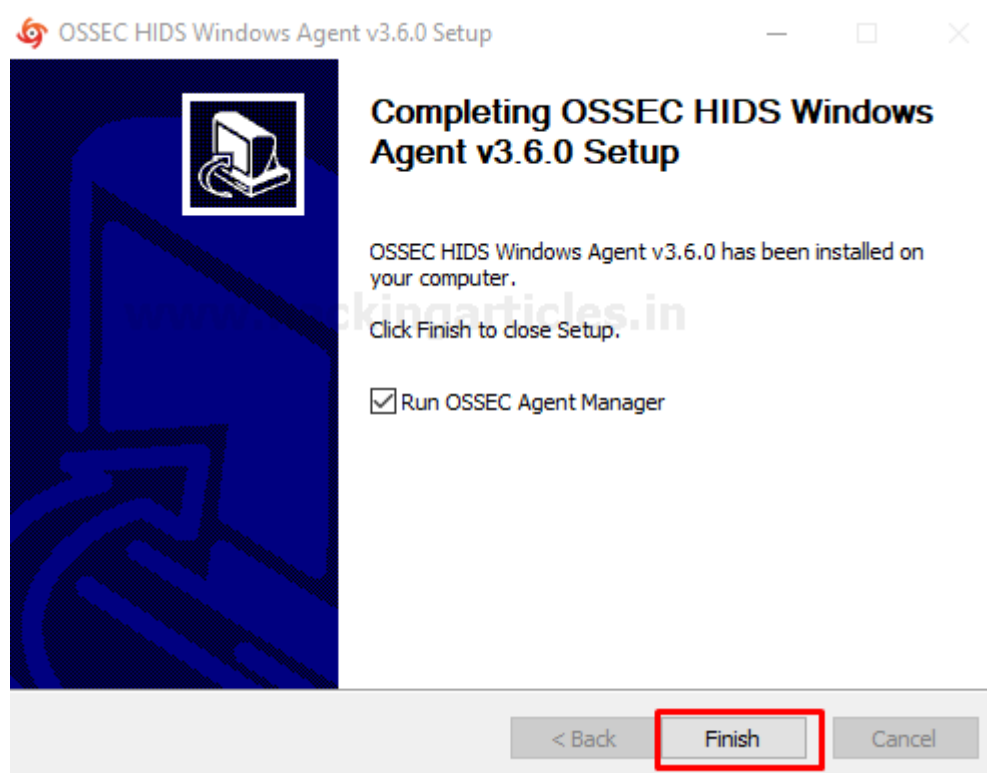 OSSEC HIDS Windows Agent v3.6.0 Setup
Completing OSSEC HIDS Windows
Agent v3.6.0 Setup
OSSEC HIDS Windows Agent v3.6.0 has been installed on
your computer.
Click Finish to close Setup.
Run OSSEC Agent Manager
< Back
Finish
Cancel